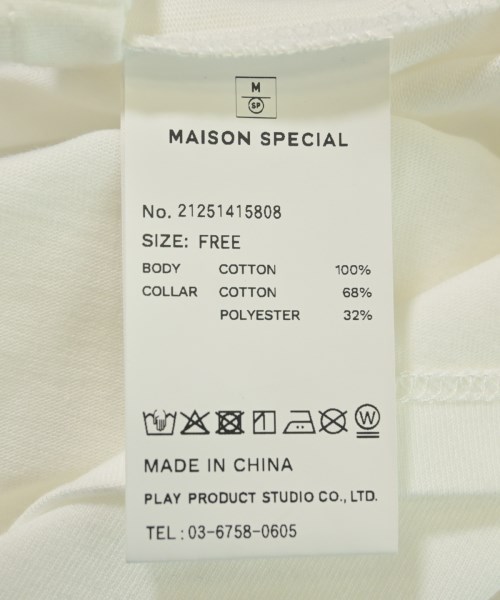 M
SP
MAISON SPECIAL
No. 21251415808
SIZE: FREE
BODY COTTON 100%
COLLAR COTTON 68%
POLYESTER 32%
W
MADE IN CHINA
PLAY PRODUCT STUDIO CO., LTD.
TEL : 03-6758-0605